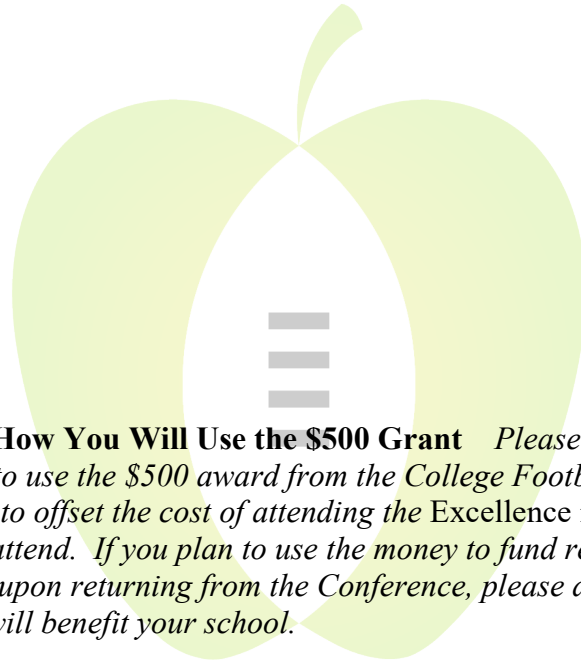 How You Will Use the $500 Grant Please
to use the $500 award from the College Footb
to offset the cost of attending the Excellence
attend. If you plan to use the money to fund re
upon returning from the Conference, please d
will benefit your school.